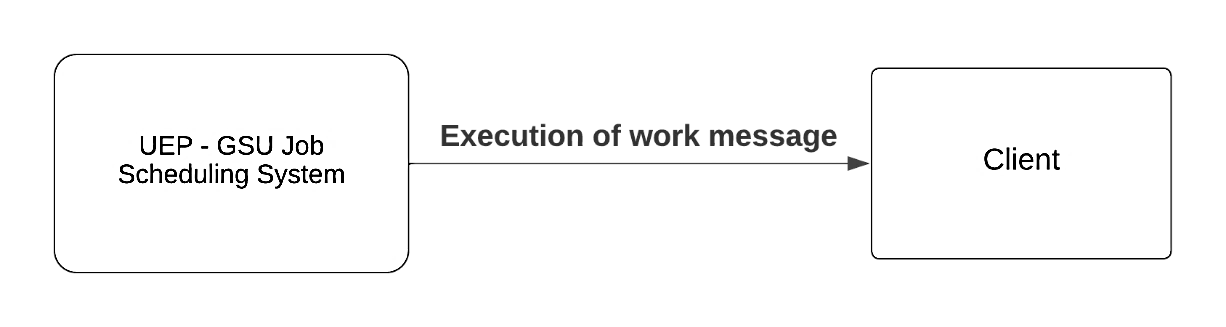 UEP - GSU Job
Scheduling System
Execution of work message
Client